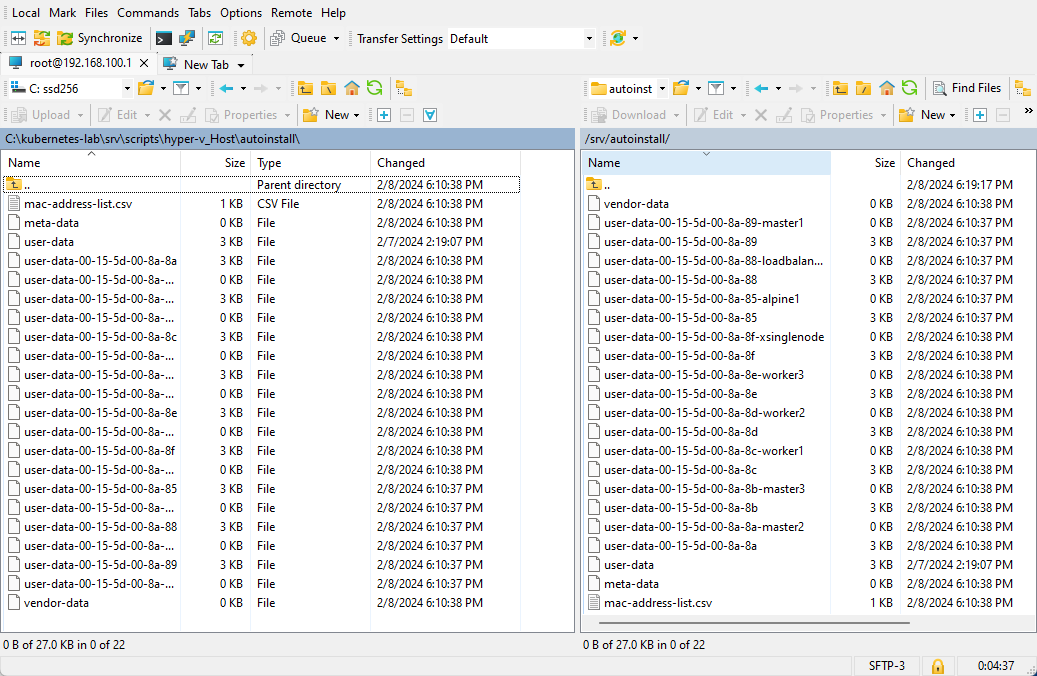 Local Mark Files Commands Tabs Options Remote Help
Synchronize Queue Transfer Settings Default
root@192.168.100.1 New Tab
C: ssd256
Upload Edit Properties New
C:\kubernetes-lab\srv\scripts\hyper-v_Host\autoinstall\
Name Size Type Changed
.. Parent directory 2/8/2024 6:10:38 PM
mac-address-list.csv 1 KB CSV File 2/8/2024 6:10:38 PM
meta-data 0 KB File 2/8/2024 6:10:38 PM
user-data 3 KB File 2/7/2024 2:19:07 PM
user-data-00-15-5d-00-8a-8a 3 KB File 2/8/2024 6:10:38 PM
user-data-00-15-5d-00-8a-... 0 KB File 2/8/2024 6:10:38 PM
user-data-00-15-5d-00-8a-... 3 KB File 2/8/2024 6:10:38 PM
user-data-00-15-5d-00-8a-... 0 KB File 2/8/2024 6:10:38 PM
user-data-00-15-5d-00-8a-8c 3 KB File 2/8/2024 6:10:38 PM
user-data-00-15-5d-00-8a-... 0 KB File 2/8/2024 6:10:38 PM
user-data-00-15-5d-00-8a-... 3 KB File 2/8/2024 6:10:38 PM
user-data-00-15-5d-00-8a-... 0 KB File 2/8/2024 6:10:38 PM
user-data-00-15-5d-00-8a-8e 3 KB File 2/8/2024 6:10:38 PM
user-data-00-15-5d-00-8a-... 0 KB File 2/8/2024 6:10:38 PM
user-data-00-15-5d-00-8a-8f 3 KB File 2/8/2024 6:10:38 PM
user-data-00-15-5d-00-8a-... 0 KB File 2/8/2024 6:10:38 PM
user-data-00-15-5d-00-8a-85 3 KB File 2/8/2024 6:10:37 PM
user-data-00-15-5d-00-8a-... 0 KB File 2/8/2024 6:10:37 PM
user-data-00-15-5d-00-8a-88 3 KB File 2/8/2024 6:10:37 PM
user-data-00-15-5d-00-8a-... 0 KB File 2/8/2024 6:10:37 PM
user-data-00-15-5d-00-8a-89 3 KB File 2/8/2024 6:10:37 PM
user-data-00-15-5d-00-8a-... 0 KB File 2/8/2024 6:10:37 PM
vendor-data 0 KB File 2/8/2024 6:10:38 PM
0 B of 27.0 KB in 0 of 22
autoinst Find Files
Download Edit Properties New »
/srv/autoinstall/
Name Size Changed
.. 2/8/2024 6:19:17 PM
vendor-data 0 KB 2/8/2024 6:10:38 PM
user-data-00-15-5d-00-8a-89-master1 0 KB 2/8/2024 6:10:37 PM
user-data-00-15-5d-00-8a-89 3 KB 2/8/2024 6:10:37 PM
user-data-00-15-5d-00-8a-88-loadbalan... 0 KB 2/8/2024 6:10:37 PM
user-data-00-15-5d-00-8a-88 3 KB 2/8/2024 6:10:37 PM
user-data-00-15-5d-00-8a-85-alpine1 0 KB 2/8/2024 6:10:37 PM
user-data-00-15-5d-00-8a-85 3 KB 2/8/2024 6:10:37 PM
user-data-00-15-5d-00-8a-8f-xsinglenode 0 KB 2/8/2024 6:10:38 PM
user-data-00-15-5d-00-8a-8f 3 KB 2/8/2024 6:10:38 PM
user-data-00-15-5d-00-8a-8e-worker3 0 KB 2/8/2024 6:10:38 PM
user-data-00-15-5d-00-8a-8e 3 KB 2/8/2024 6:10:38 PM
user-data-00-15-5d-00-8a-8d-worker2 0 KB 2/8/2024 6:10:38 PM
user-data-00-15-5d-00-8a-8d 3 KB 2/8/2024 6:10:38 PM
user-data-00-15-5d-00-8a-8c-worker1 0 KB 2/8/2024 6:10:38 PM
user-data-00-15-5d-00-8a-8c 3 KB 2/8/2024 6:10:38 PM
user-data-00-15-5d-00-8a-8b-master3 0 KB 2/8/2024 6:10:38 PM
user-data-00-15-5d-00-8a-8b 3 KB 2/8/2024 6:10:38 PM
user-data-00-15-5d-00-8a-8a-master2 0 KB 2/8/2024 6:10:38 PM
user-data-00-15-5d-00-8a-8a 3 KB 2/8/2024 6:10:38 PM
user-data 3 KB 2/7/2024 2:19:07 PM
meta-data 0 KB 2/8/2024 6:10:38 PM
mac-address-list.csv 1 KB 2/8/2024 6:10:38 PM
0 B of 27.0 KB in 0 of 22
SFTP-3 0:04:37